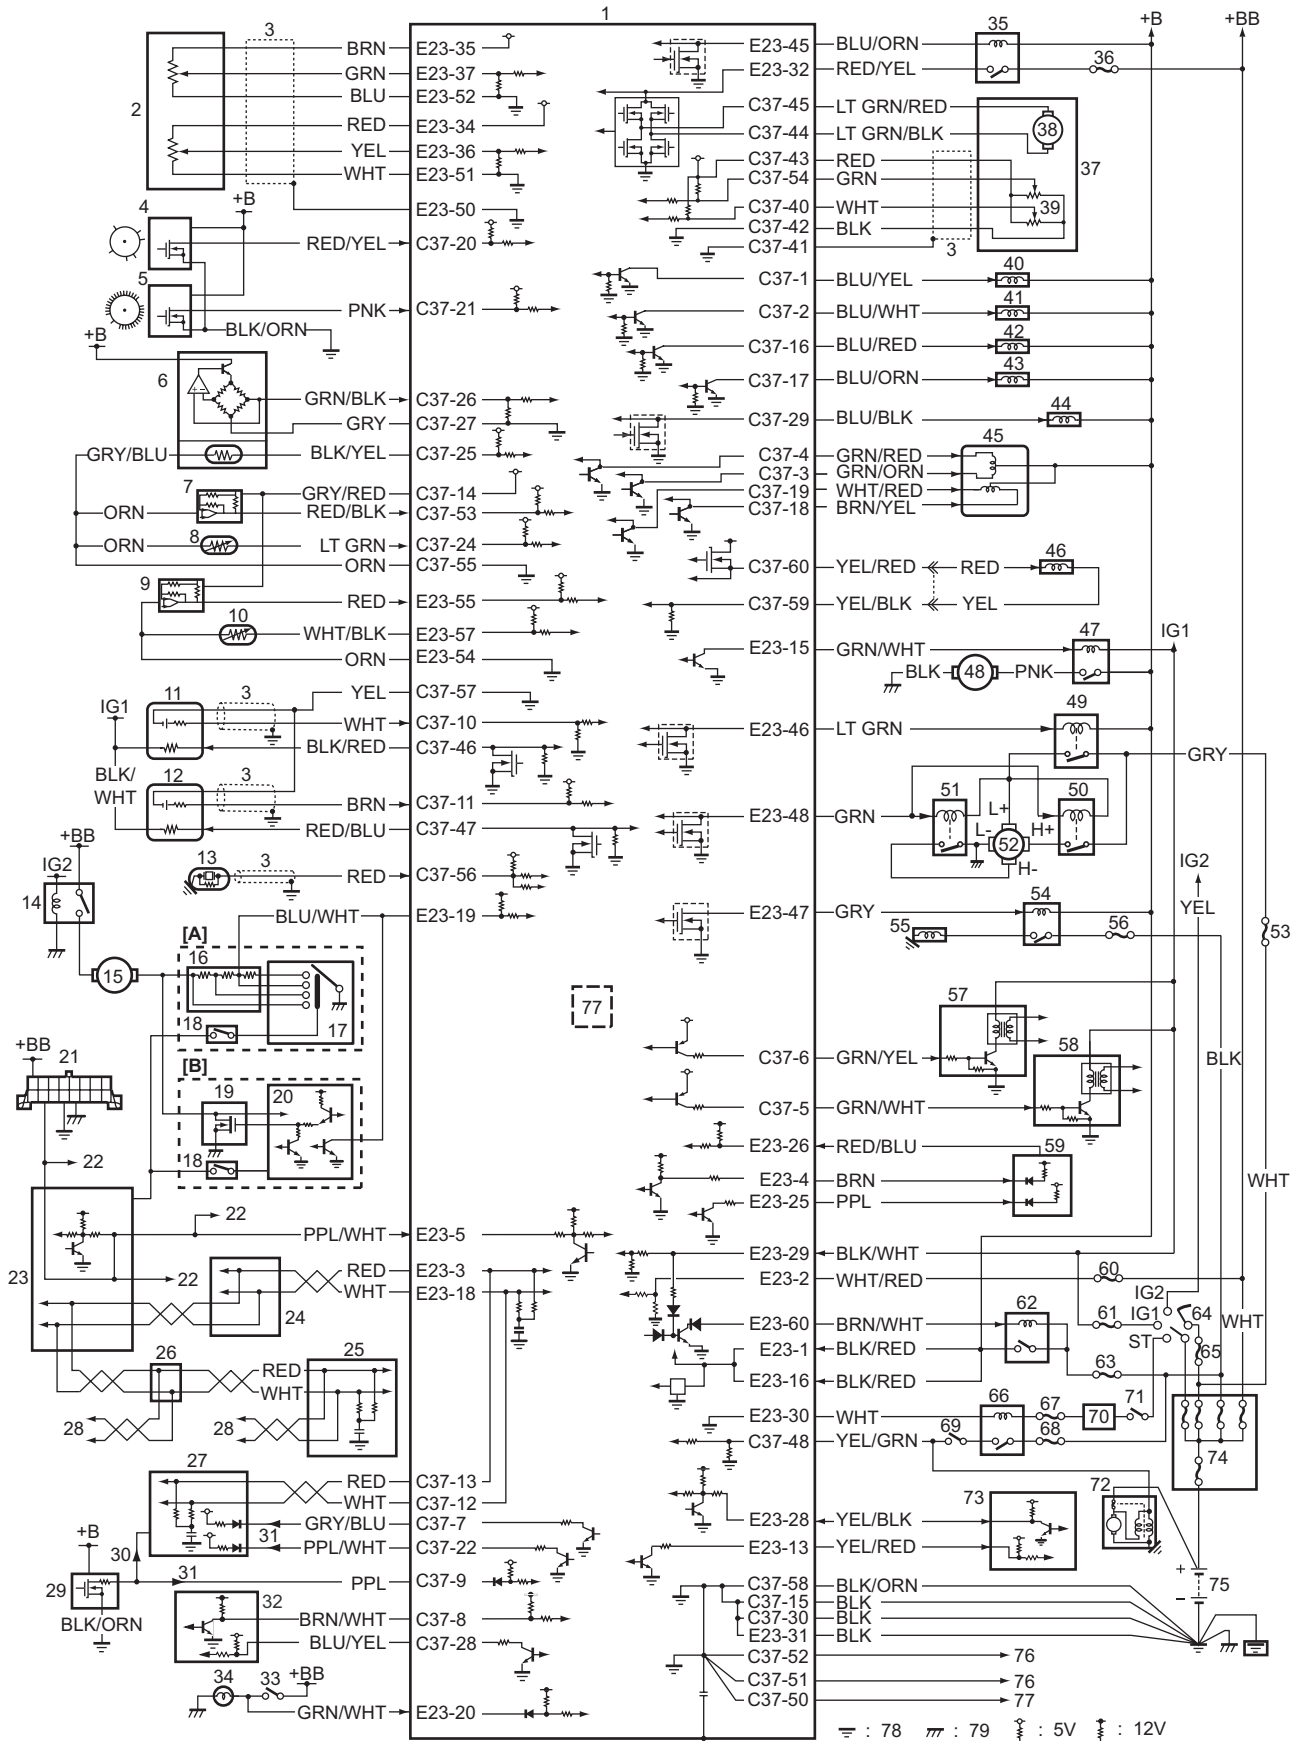 1
3
BRN E23-35
GRN E23-37
2
BLU E23-52
RED E23-34
YEL E23-36
WHT E23-51
+B
E23-50
4
RED/YEL C37-20
5
PNK C37-21
BLK/ORN
+B
6
GRN/BLK C37-26
GRY C37-27
GRY/BLU BLK/YEL C37-25
7
GRY/RED C37-14
ORN RED/BLK C37-53
8
ORN LT GRN C37-24
ORN C37-55
9
RED E23-55
10
WHT/BLK E23-57
ORN E23-54
11 3 YEL C37-57
IG1
WHT C37-10
BLK/RED C37-46
BLK/
WHT
12 3
BRN C37-11
RED/BLU C37-47
+BB
IG2
13 3
RED C37-56
14
BLU/WHT E23-19
[A]
16
15
18 17
+BB
21
[B]
19 20
22
18
22
PPL/WHT E23-5
23 22
RED E23-3
WHT E23-18
24
26 25
RED
WHT
28 28
27
RED C37-13
WHT C37-12
GRY/BLU C37-7
+B
30 31
PPL/WHT C37-22
29 31
PPL C37-9
BLK/ORN
32
BRN/WHT C37-8
BLU/YEL C37-28
34 33 +BB
GRN/WHT E23-20
77
+B +BB
35
E23-45 BLU/ORN
36
E23-32 RED/YEL
C37-45 LT GRN/RED
38
C37-44 LT GRN/BLK
C37-43 RED
37
C37-54 GRN
C37-40 WHT
39
C37-42 BLK
C37-41
3
40
C37-1 BLU/YEL
41
C37-2 BLU/WHT
42
C37-16 BLU/RED
43
C37-17 BLU/ORN
44
C37-29 BLU/BLK
45
C37-4 GRN/RED
C37-3 GRN/ORN
C37-19 WHT/RED
C37-18 BRN/YEL
46
C37-60 YEL/RED RED
C37-59 YEL/BLK YEL
47 IG1
E23-15 GRN/WHT
BLK 48 PNK
49
E23-46 LT GRN
GRY
51 50
L+
E23-48 GRN
L- H+
52
H-
IG2
54
YEL
E23-47 GRY
55 56 53
57
58
C37-6 GRN/YEL
BLK
C37-5 GRN/WHT
E23-26 RED/BLU
59
E23-4 BRN
WHT
E23-25 PPL
E23-29 BLK/WHT
E23-2 WHT/RED
60
IG2
62 61 IG1 64
E23-60 BRN/WHT
WHT
ST
E23-1 BLK/RED
65
63
E23-16 BLK/RED
66 67 71
E23-30 WHT
70
69 68
C37-48 YEL/GRN
74
73 72
E23-28 YEL/BLK
E23-13 YEL/RED
+
C37-58 BLK/ORN
75
C37-15 BLK
-
C37-30 BLK
E23-31 BLK
C37-52 76
C37-51 76
C37-50 77
: 78 : 79 : 5V : 12V